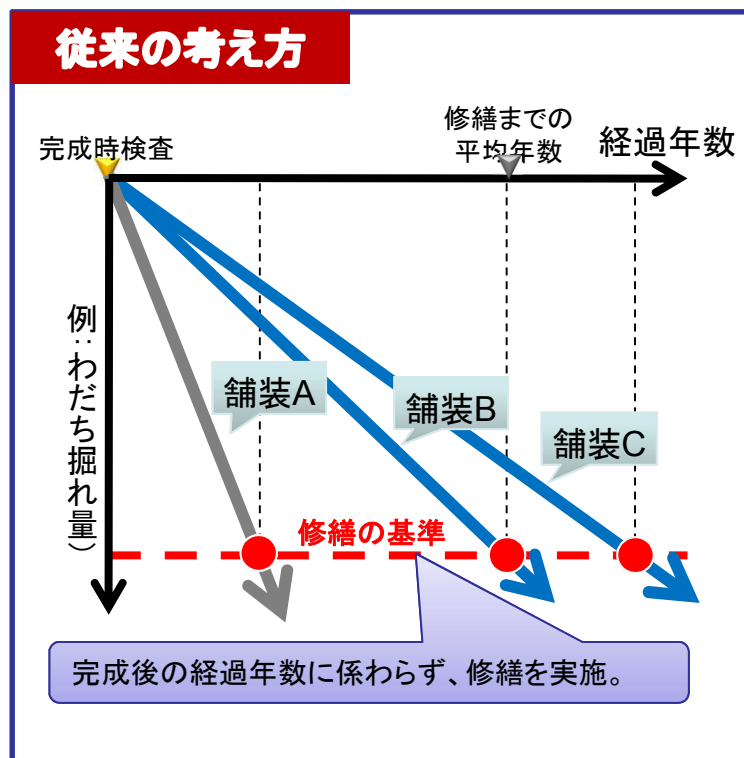 従来の考え方
完成時検査
修繕までの
平均年数
経過年数
例:わだち掘れ量)
舗装A
舗装B
舗装C
修繕の基準
完成後の経過年数に係わらず、修繕を実施。